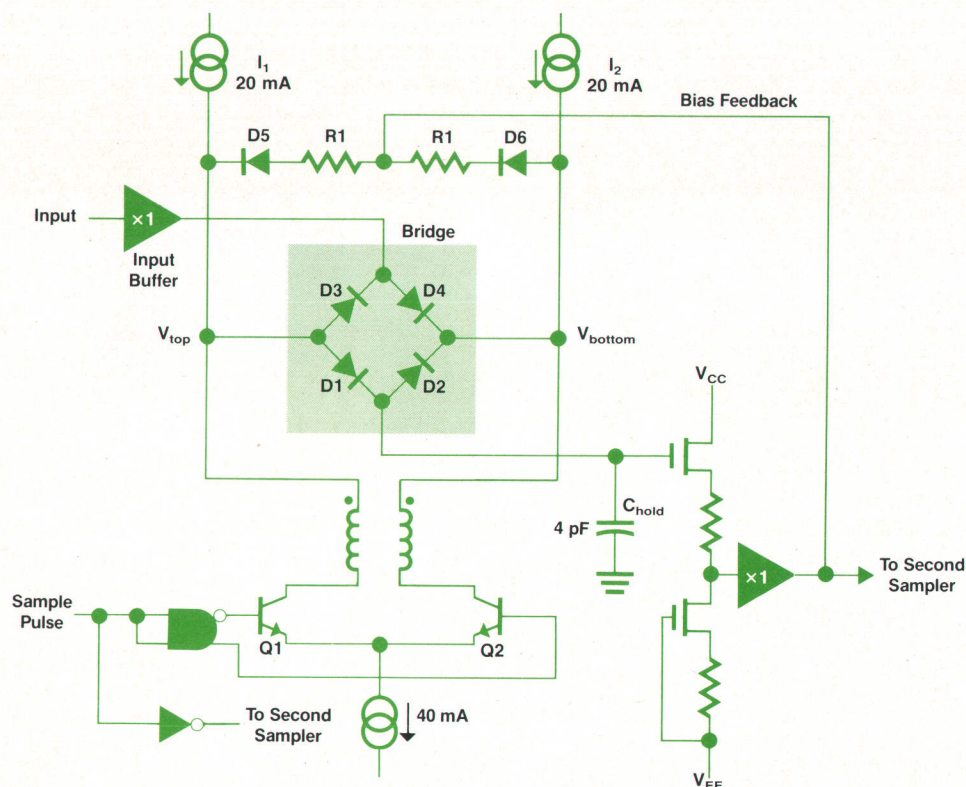 I1
20 mA
I2
20 mA
Bias Feedback
D5
R1
R1
D6
Input
×1
Input
Buffer
Bridge
D3
D4
Vtop
Vbottom
D1
D2
VCC
Chold
4 pF
×1
To Second
Sampler
Sample
Pulse
Q1
Q2
To Second
Sampler
40 mA
VEE